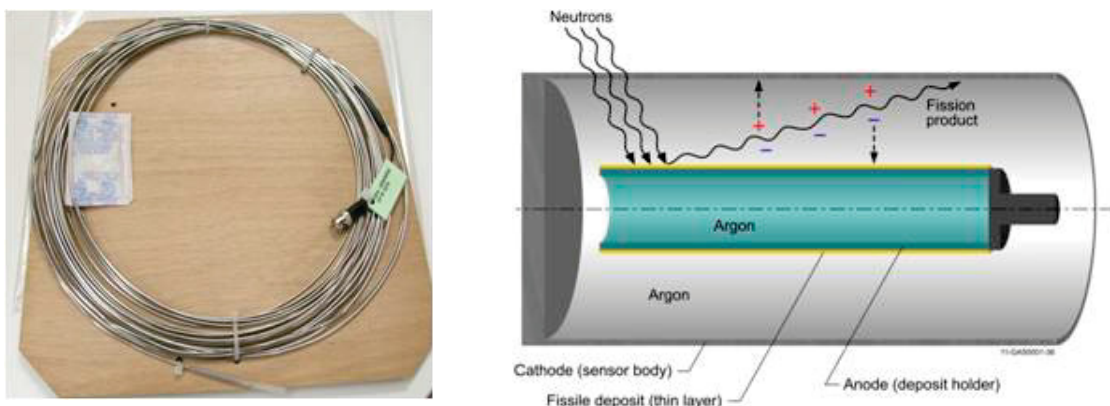 Neutrons
+
+
+
−
−
−
Fission
product
Argon
Argon
Cathode (sensor body)
Anode (deposit holder)
Fissile deposit (thin layer)